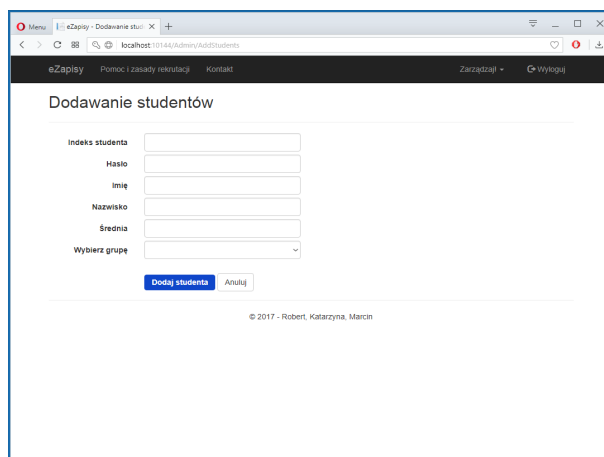 Menu eZapisy - Dodawanie stud
localhost:10144/Admin/AddStudents
eZapisy Pomoc i zasady rekrutacji Kontakt Zarządzaj! Wyloguj
Dodawanie studentów
Indeks studenta
Hasło
Imię
Nazwisko
Średnia
Wybierz grupę
Dodaj studenta Anuluj
© 2017 - Robert, Katarzyna, Marcin